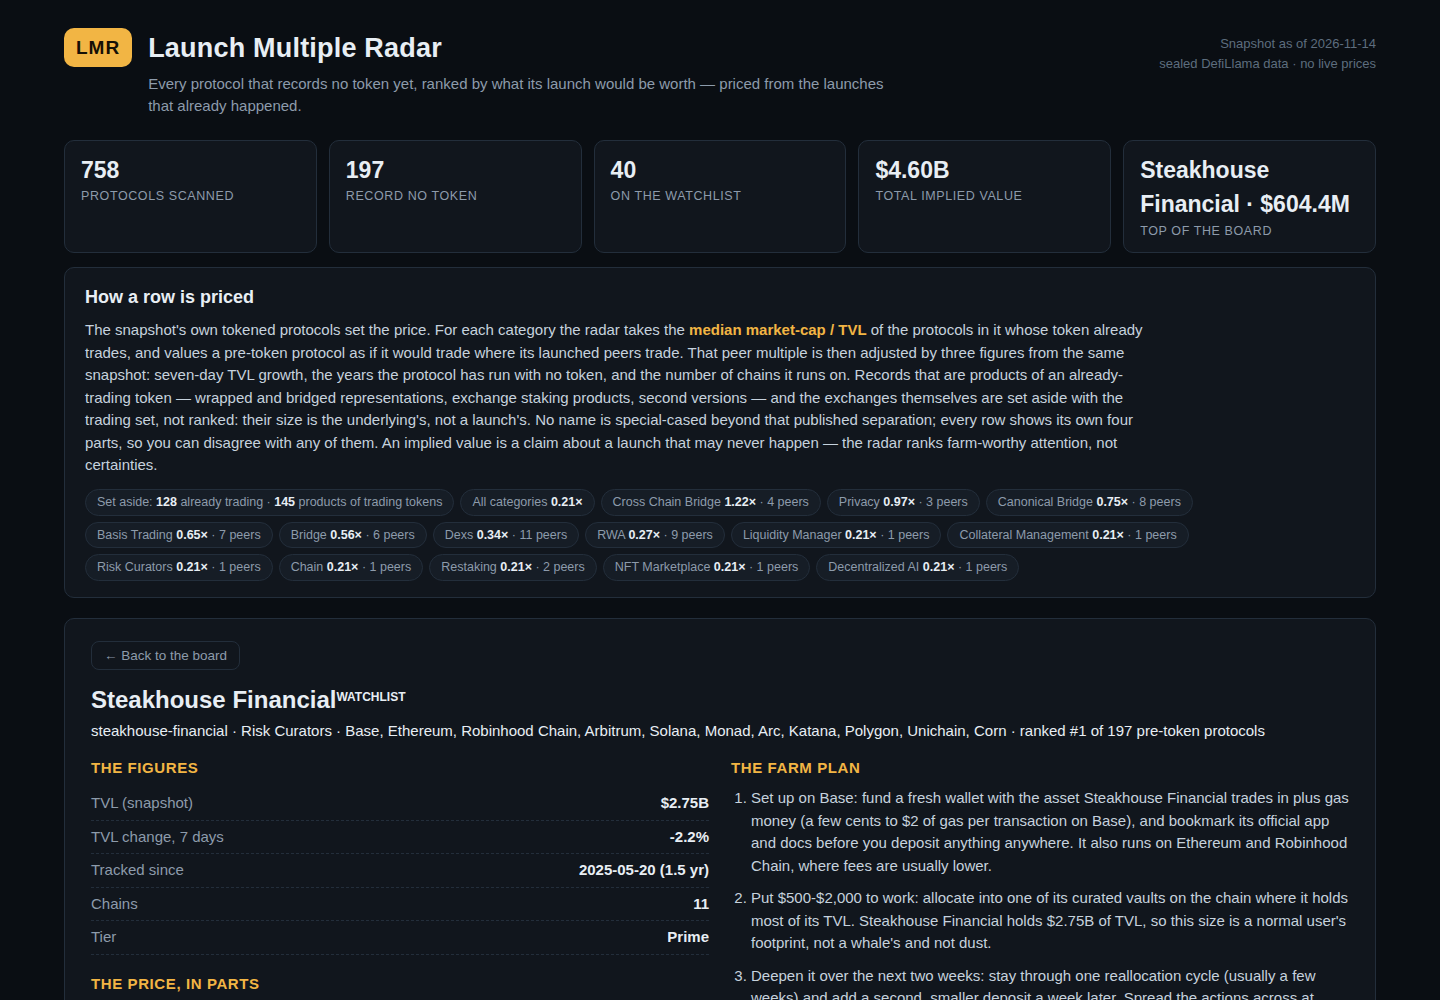 LMR
Launch Multiple Radar
Every protocol that records no token yet, ranked by what its launch would be worth — priced from the launches
that already happened.
Snapshot as of 2026-11-14
sealed DefiLlama data · no live prices
758
PROTOCOLS SCANNED
197
RECORD NO TOKEN
40
ON THE WATCHLIST
$4.60B
TOTAL IMPLIED VALUE
Steakhouse
Financial · $604.4M
TOP OF THE BOARD
How a row is priced
The snapshot's own tokened protocols set the price. For each category the radar takes the median market-cap / TVL of the protocols in it whose token already
trades, and values a pre-token protocol as if it would trade where its launched peers trade. That peer multiple is then adjusted by three figures from the same
snapshot: seven-day TVL growth, the years the protocol has run with no token, and the number of chains it runs on. Records that are products of an already-
trading token — wrapped and bridged representations, exchange staking products, second versions — and the exchanges themselves are set aside with the
trading set, not ranked: their size is the underlying's, not a launch's. No name is special-cased beyond that published separation; every row shows its own four
parts, so you can disagree with any of them. An implied value is a claim about a launch that may never happen — the radar ranks farm-worthy attention, not
certainties.
Set aside: 128 already trading · 145 products of trading tokens
All categories 0.21×
Cross Chain Bridge 1.22× · 4 peers
Privacy 0.97× · 3 peers
Canonical Bridge 0.75× · 8 peers
Basis Trading 0.65× · 7 peers
Bridge 0.56× · 6 peers
Dexs 0.34× · 11 peers
RWA 0.27× · 9 peers
Liquidity Manager 0.21× · 1 peers
Collateral Management 0.21× · 1 peers
Risk Curators 0.21× · 1 peers
Chain 0.21× · 1 peers
Restaking 0.21× · 2 peers
NFT Marketplace 0.21× · 1 peers
Decentralized AI 0.21× · 1 peers
← Back to the board
Steakhouse Financial WATCHLIST
steakhouse-financial · Risk Curators · Base, Ethereum, Robinhood Chain, Arbitrum, Solana, Monad, Arc, Katana, Polygon, Unichain, Corn · ranked #1 of 197 pre-token protocols
THE FIGURES
TVL (snapshot) $2.75B
TVL change, 7 days -2.2%
Tracked since 2025-05-20 (1.5 yr)
Chains 11
Tier Prime
THE PRICE, IN PARTS
THE FARM PLAN
1. Set up on Base: fund a fresh wallet with the asset Steakhouse Financial trades in plus gas
money (a few cents to $2 of gas per transaction on Base), and bookmark its official app
and docs before you deposit anything anywhere. It also runs on Ethereum and Robinhood
Chain, where fees are usually lower.
2. Put $500-$2,000 to work: allocate into one of its curated vaults on the chain where it holds
most of its TVL. Steakhouse Financial holds $2.75B of TVL, so this size is a normal user's
footprint, not a whale's and not dust.
3. Deepen it over the next two weeks: stay through one reallocation cycle (usually a few
weeks) and add a second, smaller deposit a week later. Spread the actions across at